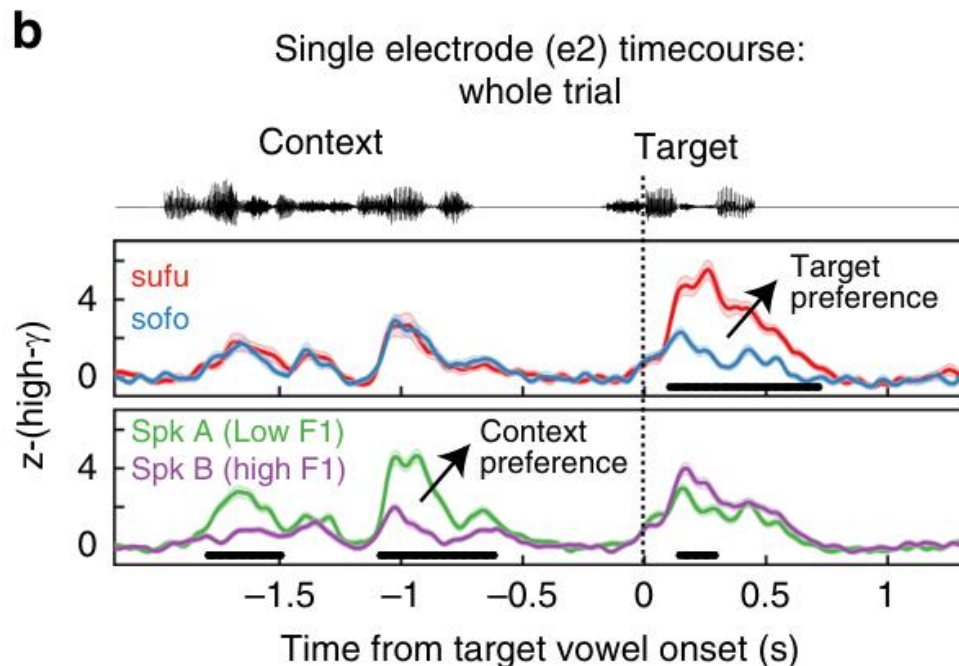 b
Single electrode (e2) timecourse:
whole trial
Context
Target
sufu
sofo
Target
preference
4
0
Spk A (Low F1)
Spk B (high F1)
Context
preference
4
0
z-(high-γ)
−1.5 −1 −0.5 0 0.5 1
Time from target vowel onset (s)